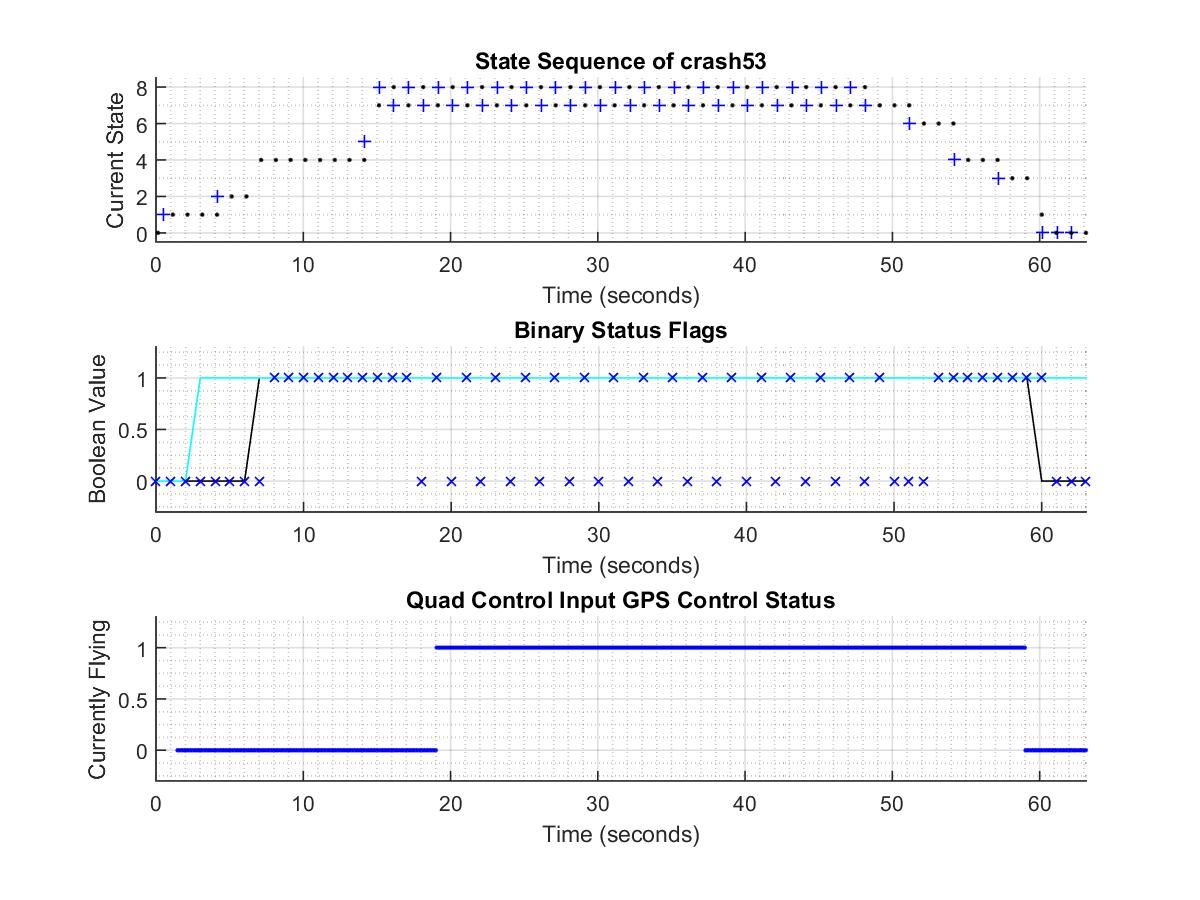 State Sequence of crash53
Current State
8
6
4
2
0
0 10 20 30 40 50 60
Time (seconds)
Binary Status Flags
Boolean Value
1
0.5
0
0 10 20 30 40 50 60
Time (seconds)
Quad Control Input GPS Control Status
Currently Flying
1
0.5
0
0 10 20 30 40 50 60
Time (seconds)